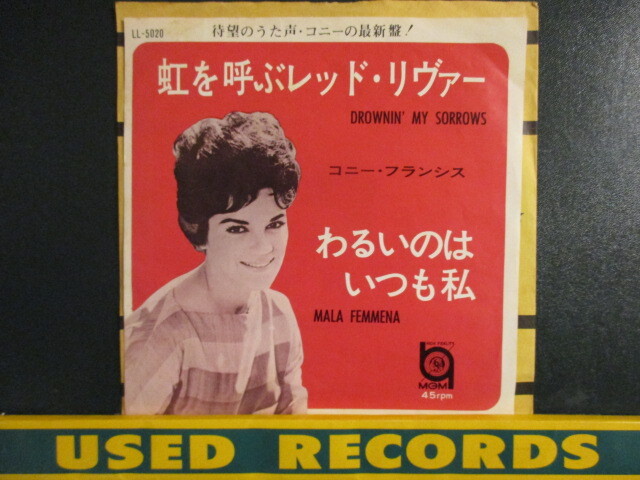 LL-5020
待望のうた声・コニーの最新盤！
虹を呼ぶレッド・リヴァー
DROWNIN' MY SORROWS
コニー・フランシス
わるいのは
いつも私
MALA FEMMENA
HIGH FIDELITY
MGM
45rpm
USED RECORDS